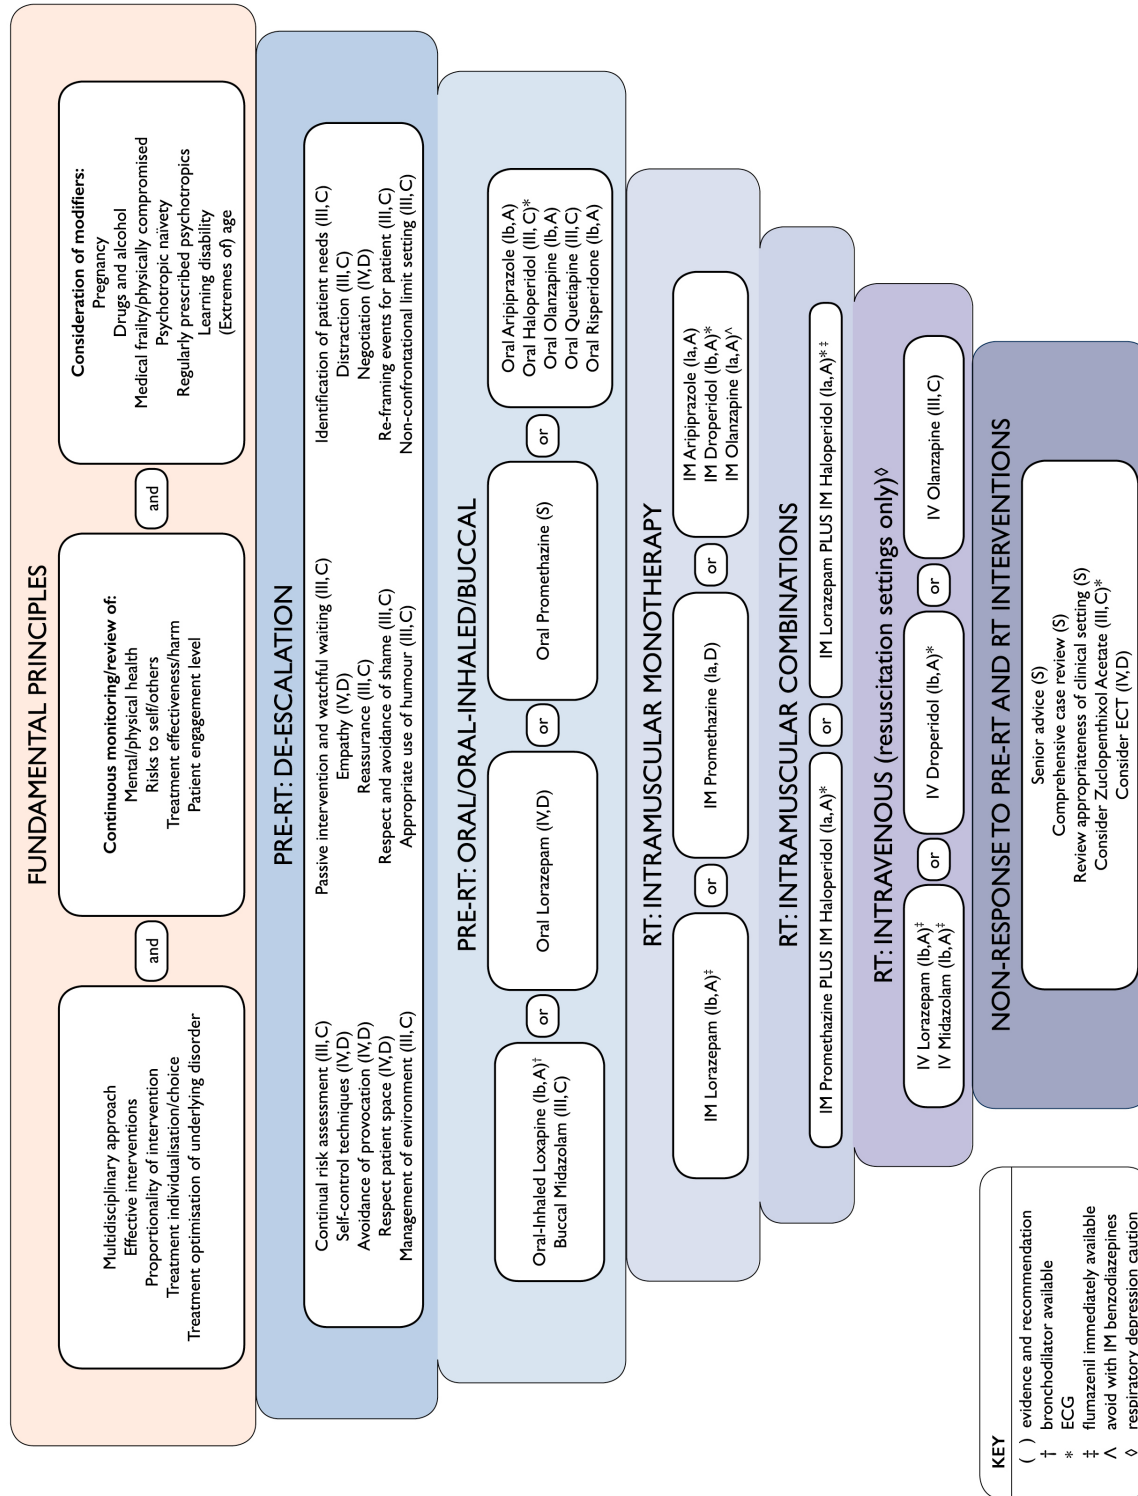 FUNDAMENTAL PRINCIPLES
Multidisciplinary approach
Effective interventions
Proportionality of intervention
Treatment individualisation/choice
Treatment optimisation of underlying disorder
and
Continuous monitoring/review of:
Mental/physical health
Risks to self/others
Treatment effectiveness/harm
Patient engagement level
and
Consideration of modifiers:
Pregnancy
Drugs and alcohol
Medical frailty/physically compromised
Psychotropic naïvety
Regularly prescribed psychotropics
Learning disability
(Extremes of) age
PRE-RT: DE-ESCALATION
Continual risk assessment (III,C)
Self-control techniques (IV,D)
Avoidance of provocation (IV,D)
Respect patient space (IV,D)
Management of environment (III,C)
Passive intervention and watchful waiting (III,C)
Empathy (IV,D)
Reassurance (III,C)
Respect and avoidance of shame (III,C)
Appropriate use of humour (III,C)
Identification of patient needs (III,C)
Distraction (III,C)
Negotiation (IV,D)
Re-framing events for patient (III,C)
Non-confrontational limit setting (III,C)
PRE-RT: ORAL/ORAL-INHALED/BUCCAL
Oral-Inhaled Loxapine (Ib,A)†
Buccal Midazolam (III,C)
or
Oral Lorazepam (IV,D)
or
Oral Promethazine (S)
or
Oral Aripiprazole (Ib,A)
Oral Haloperidol (III,C)*
Oral Olanzapine (Ib,A)
Oral Quetiapine (III,C)
Oral Risperidone (Ib,A)
RT: INTRAMUSCULAR MONOTHERAPY
IM Lorazepam (Ib,A)‡
or
IM Promethazine (Ia,D)
or
IM Aripiprazole (Ia,A)
IM Droperidol (Ib,A)*
IM Olanzapine (Ia,A)^
RT: INTRAMUSCULAR COMBINATIONS
IM Promethazine PLUS IM Haloperidol (Ia,A)*
or
IM Lorazepam PLUS IM Haloperidol (Ia,A)*‡
RT: INTRAVENOUS (resuscitation settings only)◊
IV Lorazepam (Ib,A)‡
IV Midazolam (Ib,A)‡
or
IV Droperidol (Ib,A)*
or
IV Olanzapine (III,C)
NON-RESPONSE TO PRE-RT AND RT INTERVENTIONS
Senior advice (S)
Comprehensive case review (S)
Review appropriateness of clinical setting (S)
Consider Zuclopenthixol Acetate (III,C)*
Consider ECT (IV,D)
KEY
( ) evidence and recommendation
† bronchodilator available
* ECG
‡ flumazenil immediately available
^ avoid with IM benzodiazepines
◊ respiratory depression caution